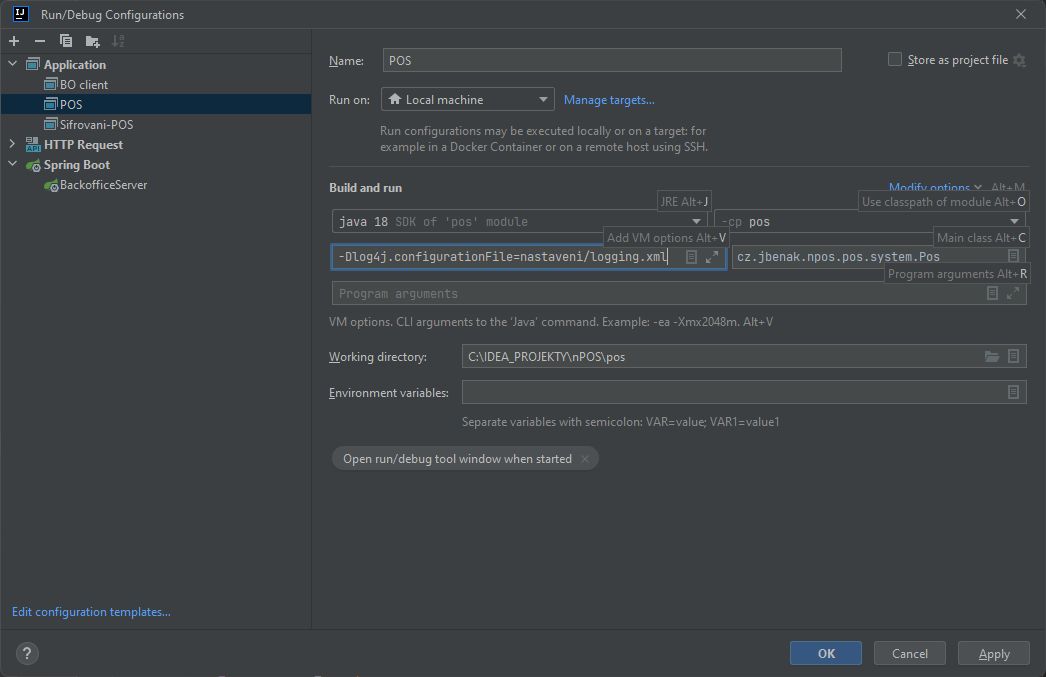 Run/Debug Configurations
Application
BO client
POS
Sifrovani-POS
HTTP Request
Spring Boot
BackofficeServer
Edit configuration templates...
Name: POS
Store as project file
Run on: Local machine Manage targets...
Run configurations may be executed locally or on a target: for
example in a Docker Container or on a remote host using SSH.
Build and run
Modify options Alt+M
JRE Alt+J
Use classpath of module Alt+O
java 18 SDK of 'pos' module
-cp pos
Add VM options Alt+V
Main class Alt+C
-Dlog4j.configurationFile=nastaveni/logging.xml
cz.jbenak.npos.pos.system.Pos
Program arguments Alt+R
Program arguments
VM options. CLI arguments to the 'Java' command. Example: -ea -Xmx2048m. Alt+V
Working directory: C:\IDEA_PROJEKTY\nPOS\pos
Environment variables:
Separate variables with semicolon: VAR=value; VAR1=value1
Open run/debug tool window when started
?
OK Cancel Apply